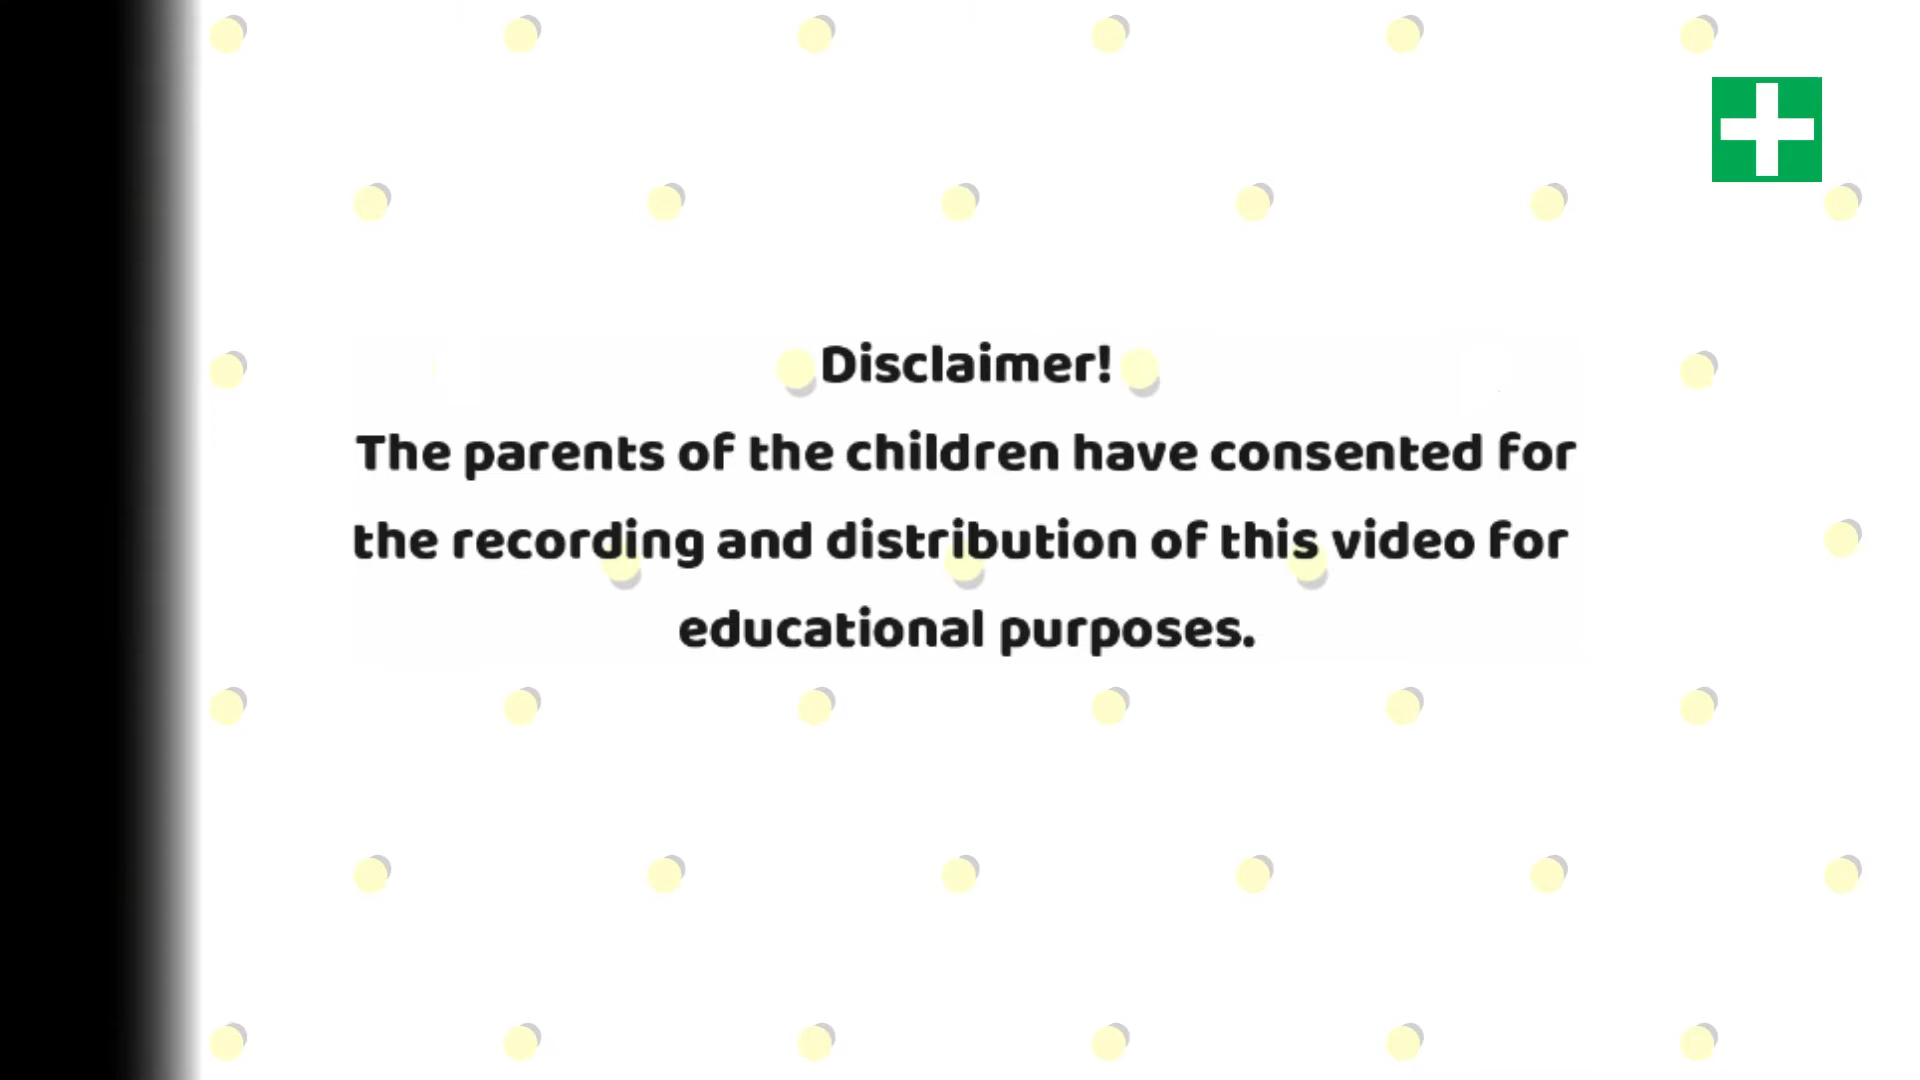 Disclaimer!
The parents of the children have consented for
the recording and distribution of this video for
educational purposes.